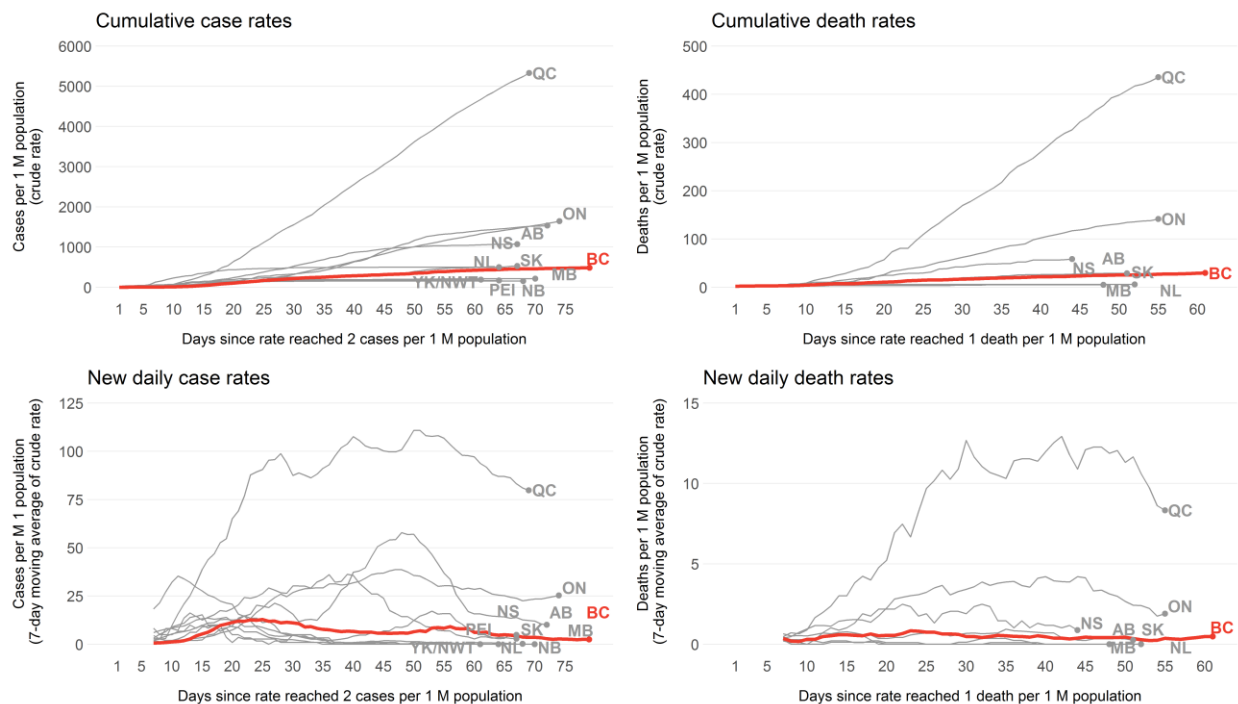 Cumulative case rates
Cases per 1 M population
(crude rate)
6000
5000
4000
3000
2000
1000
0
QC
ON
AB
NS
NL
SK
BC
MB
YK/NWT
PEI
NB
1 5 10 15 20 25 30 35 40 45 50 55 60 65 70 75
Days since rate reached 2 cases per 1 M population
Cumulative death rates
Deaths per 1 M population
(crude rate)
500
400
300
200
100
0
QC
ON
AB
NS
SK
BC
MB
NL
1 5 10 15 20 25 30 35 40 45 50 55 60
Days since rate reached 1 death per 1 M population
New daily case rates
Cases per M 1 population
(7-day moving average of crude rate)
125
100
75
50
25
0
QC
ON
NS
AB
BC
PEI
SK
MB
YK/NWT
NL
NB
1 5 10 15 20 25 30 35 40 45 50 55 60 65 70 75
Days since rate reached 2 cases per 1 M population
New daily death rates
Deaths per 1 M population
(7-day moving average of crude rate)
15
10
5
0
QC
ON
NS
AB
SK
BC
MB
NL
1 5 10 15 20 25 30 35 40 45 50 55 60
Days since rate reached 1 death per 1 M population